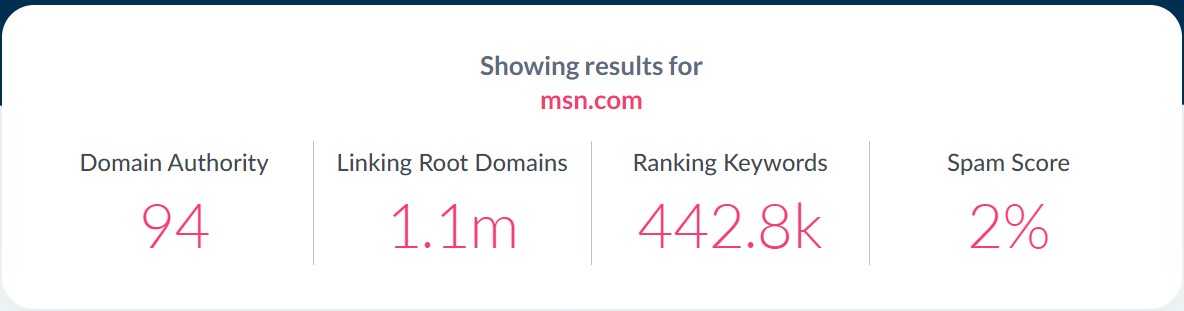 Showing results for
msn.com
Domain Authority
94
Linking Root Domains
1.1m
Ranking Keywords
442.8k
Spam Score
2%